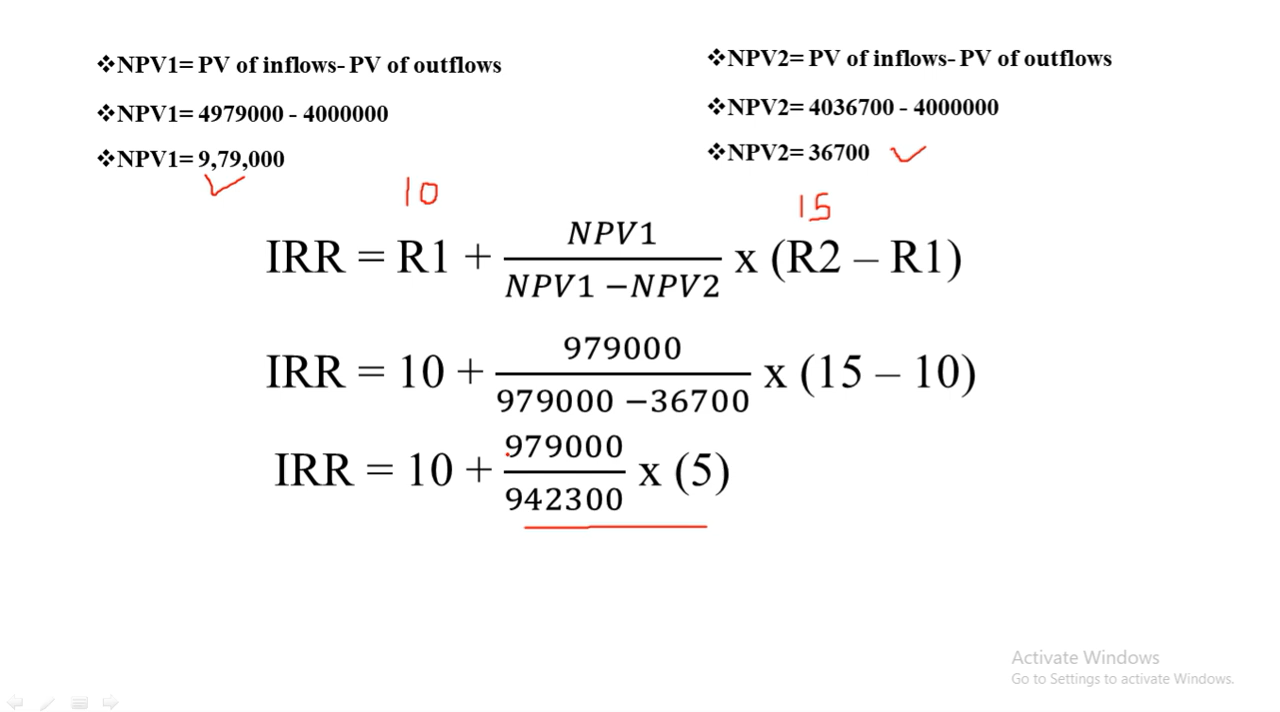 ❖NPV1= PV of inflows- PV of outflows
❖NPV1= 4979000 - 4000000
❖NPV1= 9,79,000
❖NPV2= PV of inflows- PV of outflows
❖NPV2= 4036700 - 4000000
❖NPV2= 36700
10
15
IRR = R1 + NPV1 / NPV1 −NPV2 x (R2 – R1)
IRR = 10 + 979000 / 979000 −36700 x (15 – 10)
IRR = 10 + 979000 / 942300 x (5)
Activate Windows
Go to Settings to activate Windows.